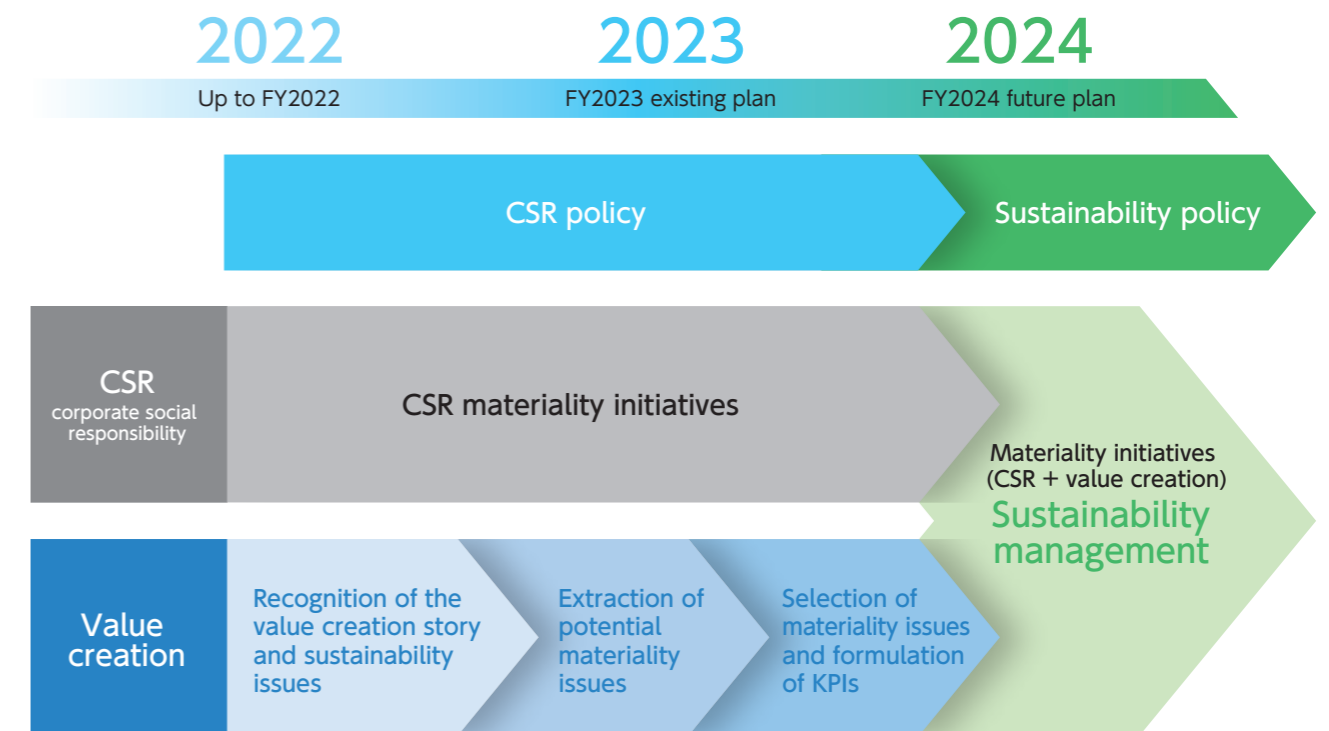 2022
2023
2024
Up to FY2022
FY2023 existing plan
FY2024 future plan
CSR policy
Sustainability policy
CSR
corporate social
responsibility
CSR materiality initiatives
Materiality initiatives
(CSR + value creation)
Sustainability
management
Value
creation
Recognition of the
value creation story
and sustainability
issues
Extraction of
potential
materiality
issues
Selection of
materiality issues
and formulation
of KPIs